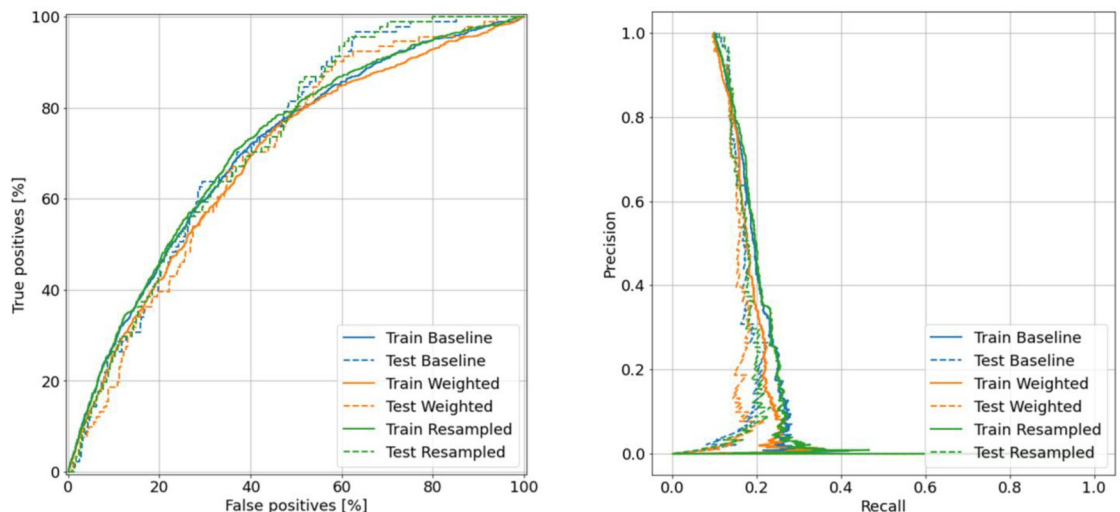 100
80
60
40
20
0
True positives [%]
0 20 40 60 80 100
False positives [%]
Train Baseline
Test Baseline
Train Weighted
Test Weighted
Train Resampled
Test Resampled
1.0
0.8
0.6
0.4
0.2
0.0
Precision
0.0 0.2 0.4 0.6 0.8 1.0
Recall
Train Baseline
Test Baseline
Train Weighted
Test Weighted
Train Resampled
Test Resampled